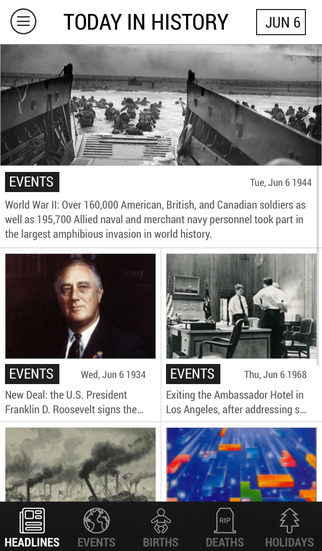 TODAY IN HISTORY
JUN 6
EVENTS
Tue, Jun 6 1944
World War II: Over 160,000 American, British, and Canadian soldiers as
well as 195,700 Allied naval and merchant navy personnel took part in
the largest amphibious invasion in world history.
EVENTS
Wed, Jun 6 1934
New Deal: the U.S. President
Franklin D. Roosevelt signs the...
EVENTS
Thu, Jun 6 1968
Exiting the Ambassador Hotel in
Los Angeles, after addressing s...
RIP
HEADLINES
EVENTS
BIRTHS
DEATHS
HOLIDAYS